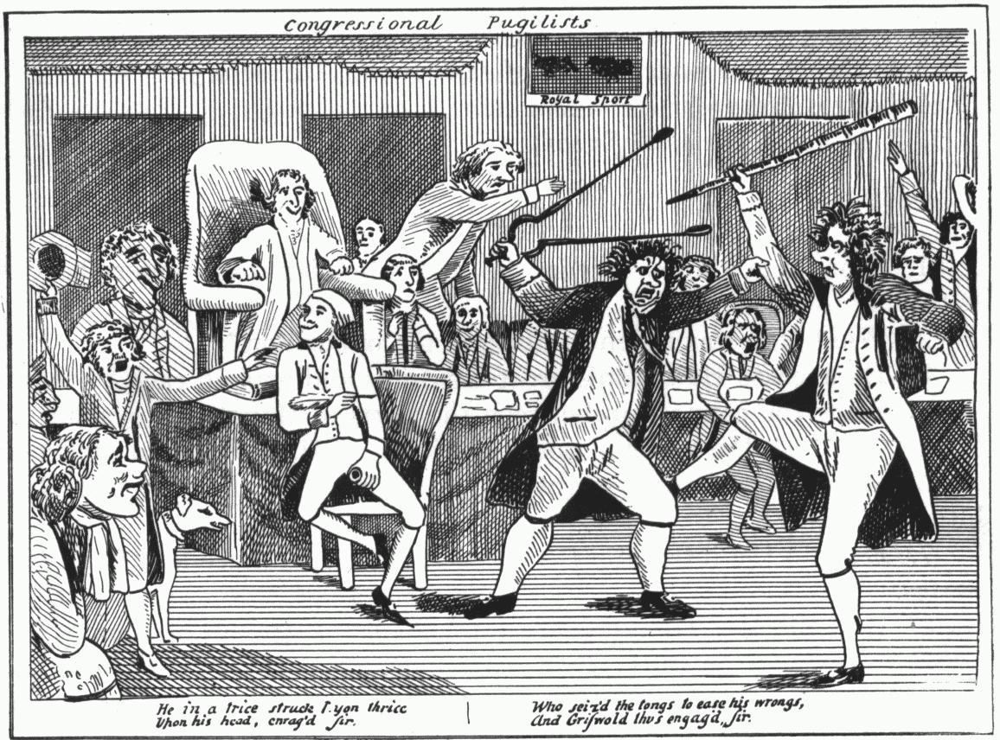 Congressional Pugilists
Royal Sport
He in a trice struck Lyon thrice
Upon his head, enrag'd sir.
Who seiz'd the tongs to ease his wrongs,
And Griswold thus engag'd, sir.